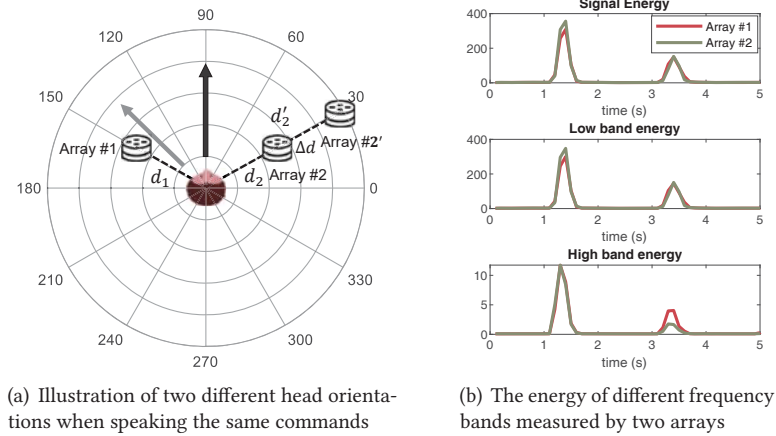 90
120
60
150
30
d′₂
Array #1
Δd
Array #2′
d₁
d₂
Array #2
180
0
210
330
240
300
270
(a) Illustration of two different head orienta-
tions when speaking the same commands
Signal Energy
400
200
0
Array #1
Array #2
0 1 2 3 4 5
time (s)
Low band energy
400
200
0
0 1 2 3 4 5
time (s)
High band energy
10
5
0
0 1 2 3 4 5
time (s)
(b) The energy of different frequency
bands measured by two arrays